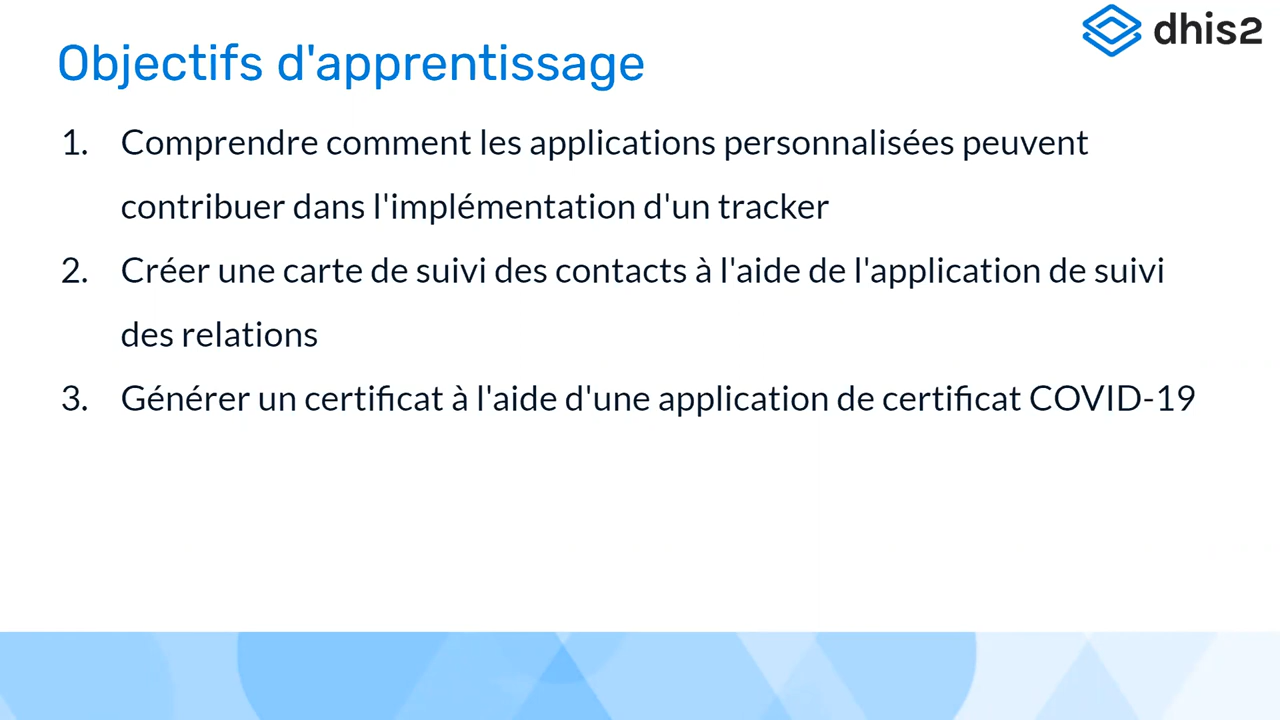 dhis2
Objectifs d'apprentissage
1. Comprendre comment les applications personnalisées peuvent
contribuer dans l'implémentation d'un tracker
2. Créer une carte de suivi des contacts à l'aide de l'application de suivi
des relations
3. Générer un certificat à l'aide d'une application de certificat COVID-19